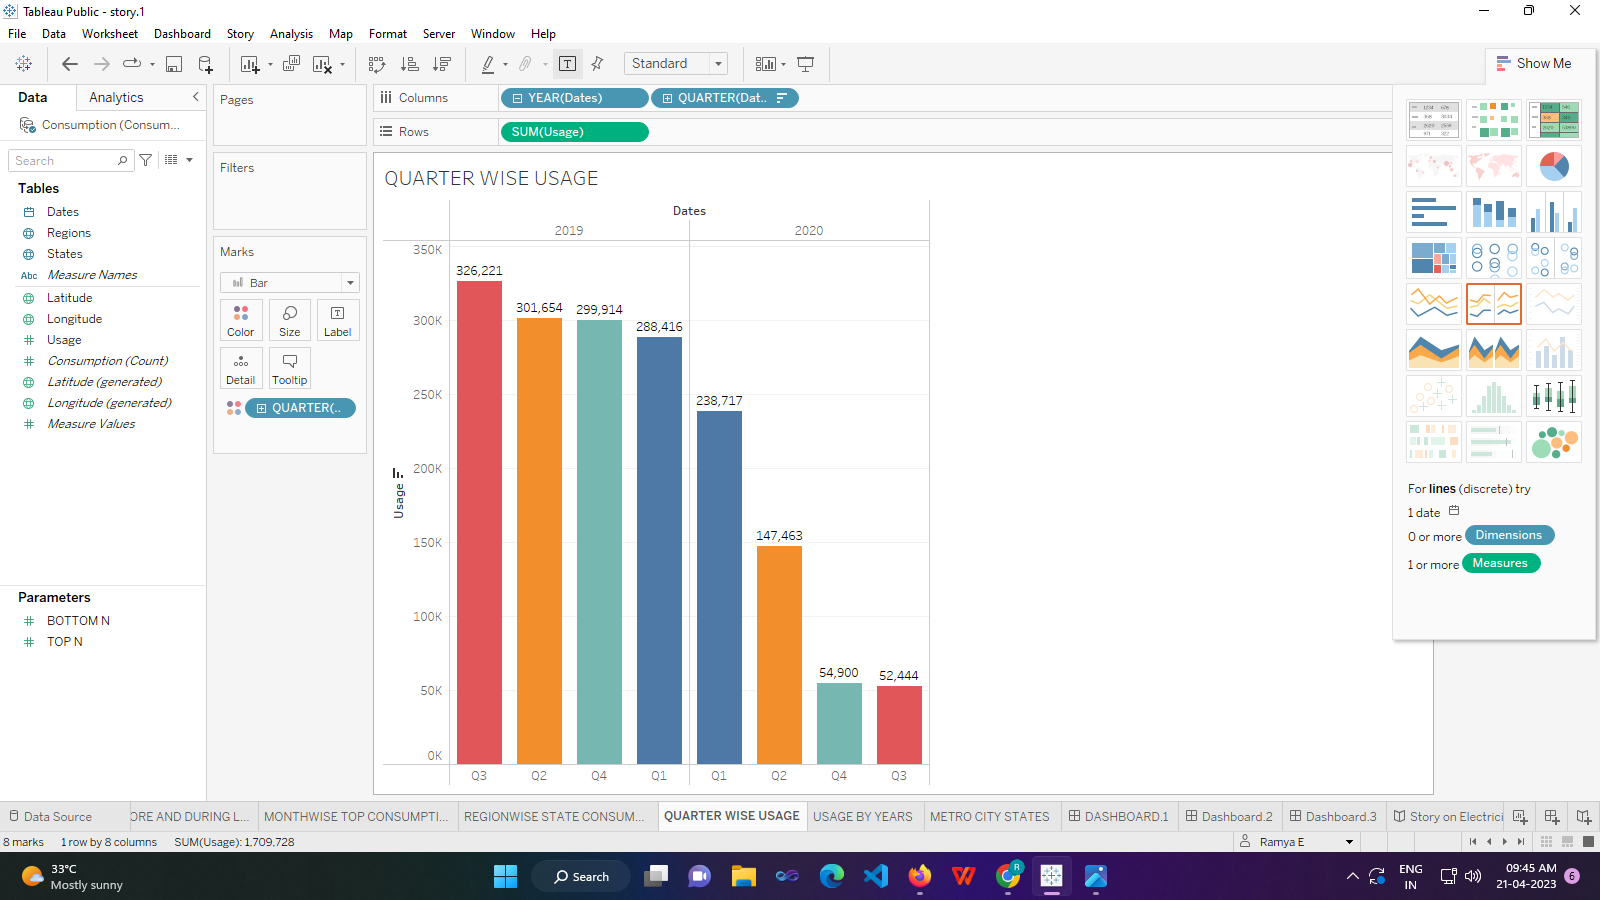 Tableau Public - story.1
File Data Worksheet Dashboard Story Analysis Map Format Server Window Help
Standard
Show Me
Data Analytics
Consumption (Consum...
Search
Tables
Dates
Regions
States
Abc Measure Names
Latitude
Longitude
Usage
Consumption (Count)
Latitude (generated)
Longitude (generated)
Measure Values
Parameters
BOTTOM N
TOP N
Pages
Filters
Marks
Bar
Color Size Label
Detail Tooltip
QUARTER(..
Columns YEAR(Dates) QUARTER(Dat..
Rows SUM(Usage)
QUARTER WISE USAGE
Dates
2019 2020
350K
300K
250K
200K
150K
100K
50K
0K
Usage
326,221
301,654
299,914
288,416
238,717
147,463
54,900
52,444
Q3 Q2 Q4 Q1 Q1 Q2 Q4 Q3
For lines (discrete) try
1 date
0 or more Dimensions
1 or more Measures
Data Source ORE AND DURING L... MONTHWISE TOP CONSUMPTI... REGIONWISE STATE CONSUM... QUARTER WISE USAGE USAGE BY YEARS METRO CITY STATES DASHBOARD.1 Dashboard.2 Dashboard.3 Story on Electrici
8 marks 1 row by 8 columns SUM(Usage): 1,709,728 Ramya E
33°C
Mostly sunny
Search
R
ENG
IN
09:45 AM
21-04-2023
6